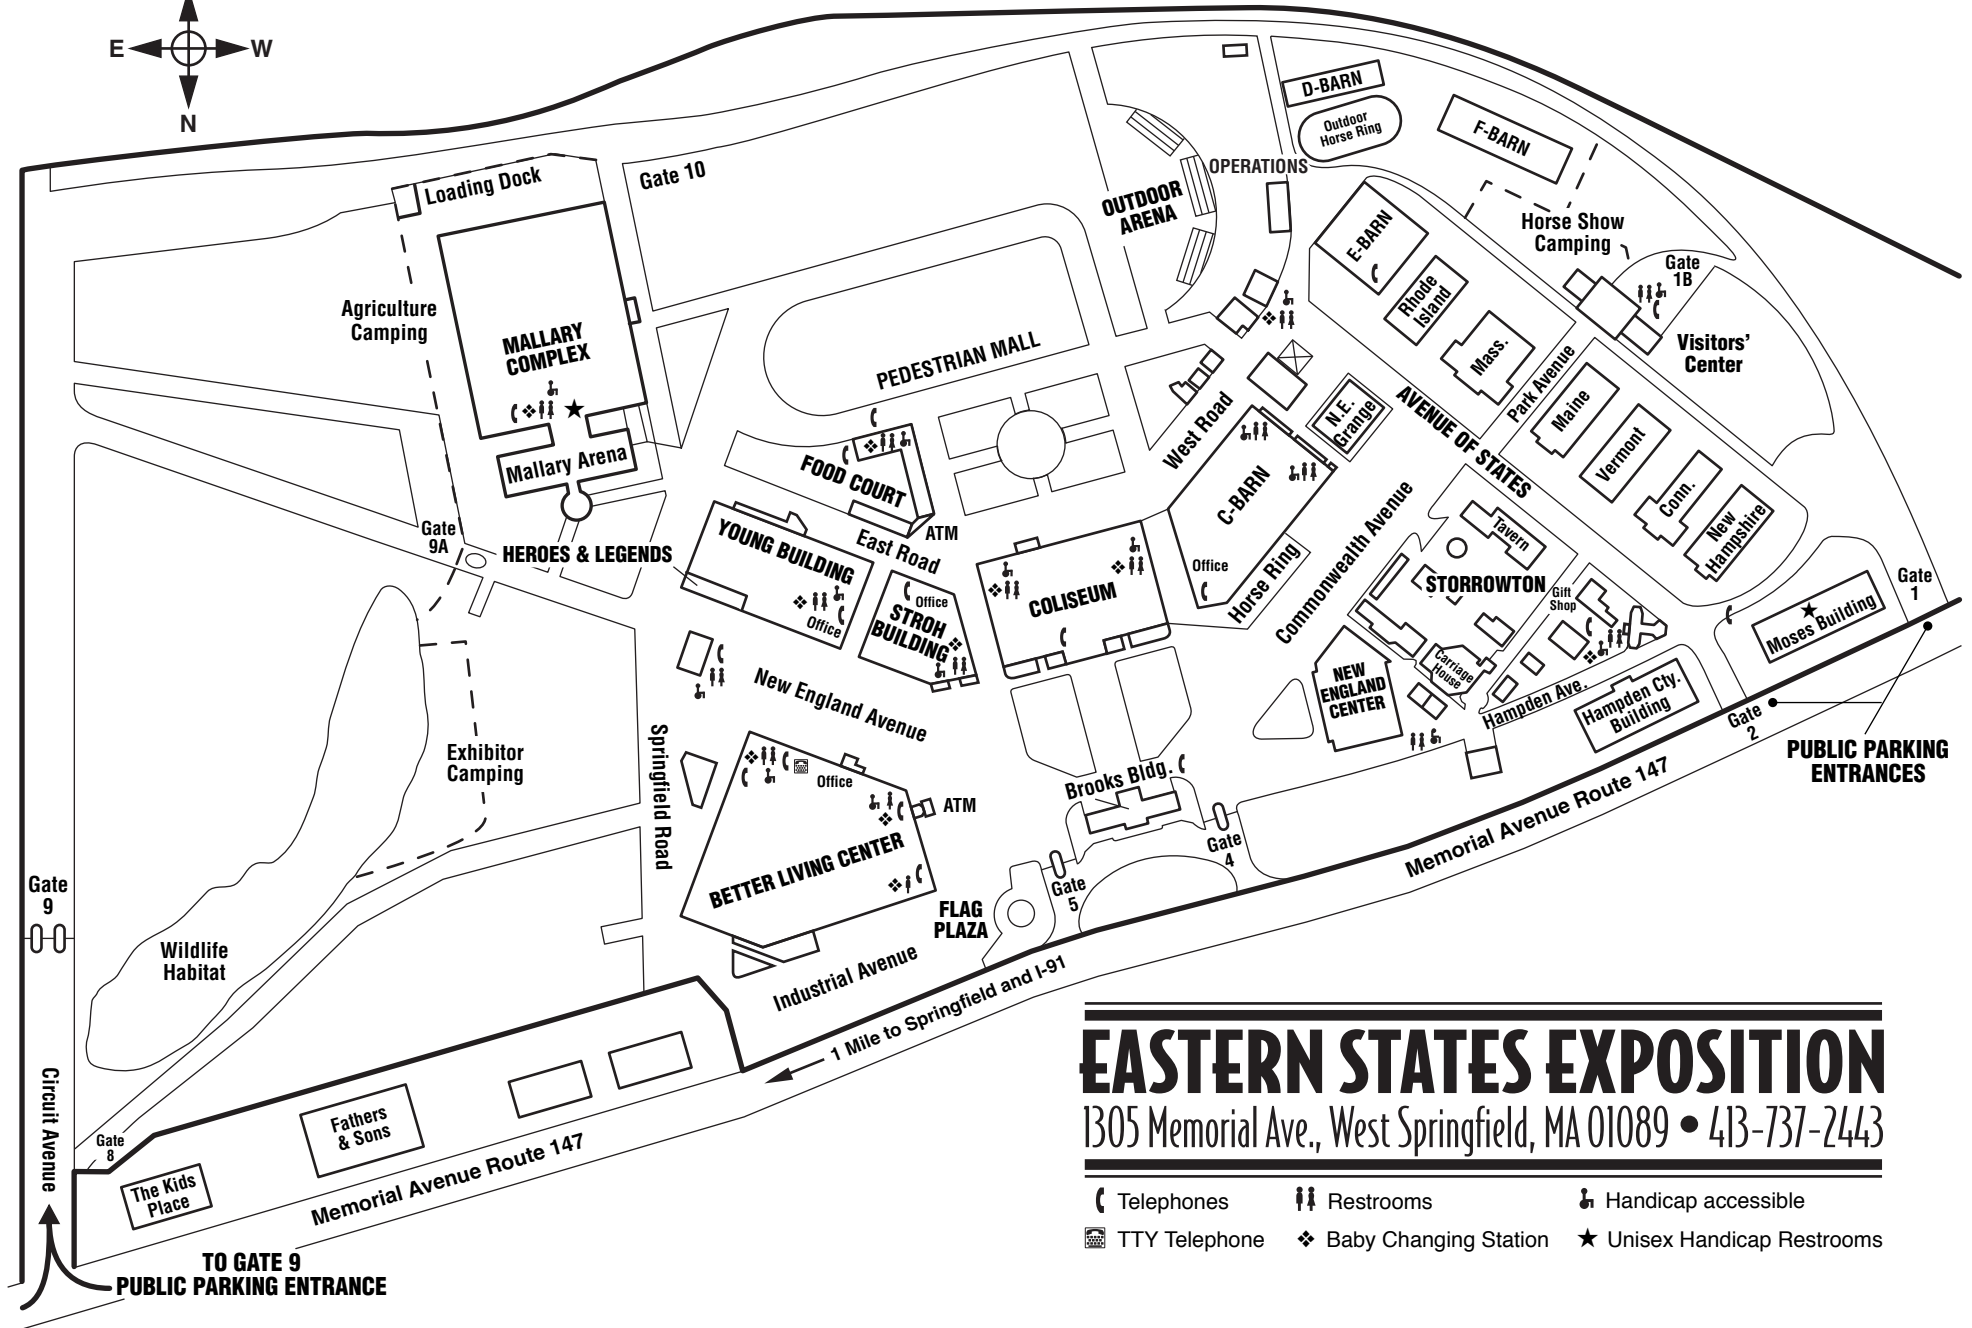 E
W
N
Loading Dock
Gate 10
D-BARN
Outdoor
Horse Ring
F-BARN
OPERATIONS
OUTDOOR
ARENA
E-BARN
Horse Show
Camping
Gate
1B
Rhode
Island
Mass.
Visitors'
Center
Agriculture
Camping
MALLARY
COMPLEX
Mallary Arena
PEDESTRIAN MALL
West Road
N.E.
Grange
AVENUE OF STATES
Park Avenue
Maine
Vermont
Conn.
New
Hampshire
FOOD COURT
ATM
East Road
C-BARN
Office
Horse Ring
Commonwealth Avenue
Tavern
STORROWTON
Gift
Shop
Carriage
House
Gate
1
Moses Building
Gate
9A
HEROES & LEGENDS
YOUNG BUILDING
Office
Office
STROH
BUILDING
COLISEUM
NEW
ENGLAND
CENTER
Hampden Ave.
Hampden Cty.
Building
Gate
2
PUBLIC PARKING
ENTRANCES
New England Avenue
Springfield Road
Exhibitor
Camping
Office
ATM
BETTER LIVING CENTER
Brooks Bldg.
Gate
4
Gate
5
Memorial Avenue Route 147
FLAG
PLAZA
Gate
9
Wildlife
Habitat
Industrial Avenue
1 Mile to Springfield and I-91
Circuit Avenue
Gate
8
Fathers
& Sons
The Kids
Place
Memorial Avenue Route 147
TO GATE 9
PUBLIC PARKING ENTRANCE
EASTERN STATES EXPOSITION
1305 Memorial Ave., West Springfield, MA 01089 • 413-737-2443
Telephones
Restrooms
Handicap accessible
TTY Telephone
Baby Changing Station
Unisex Handicap Restrooms